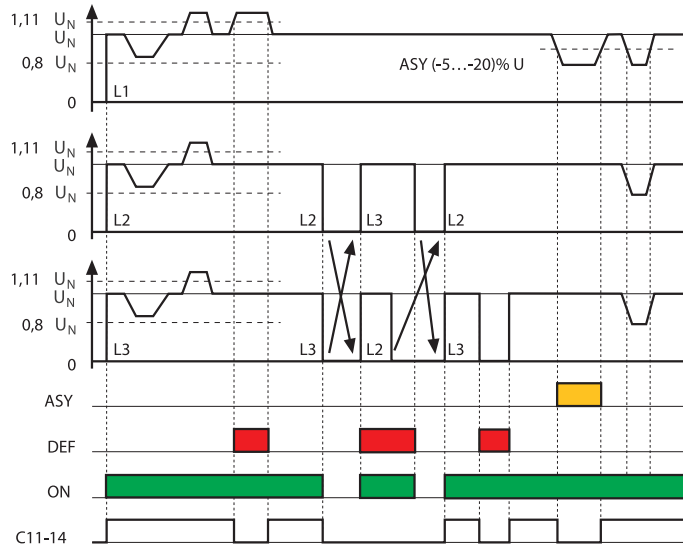 1,11 U_N
U_N
0,8 U_N
0
L1
ASY (-5...-20)% U
1,11 U_N
U_N
0,8 U_N
0
L2 L2 L3 L2
1,11 U_N
U_N
0,8 U_N
0
L3 L3 L2 L3
ASY
DEF
ON
C11-14